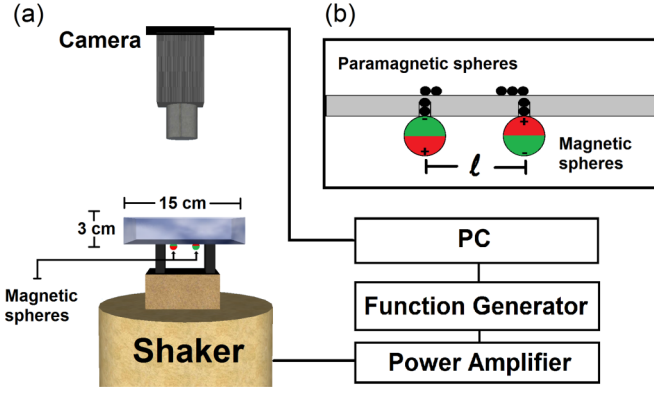 (a)
Camera
15 cm
3 cm
Magnetic
spheres
Shaker
(b)
Paramagnetic spheres
-
+
+
-
Magnetic
spheres
ℓ
PC
Function Generator
Power Amplifier